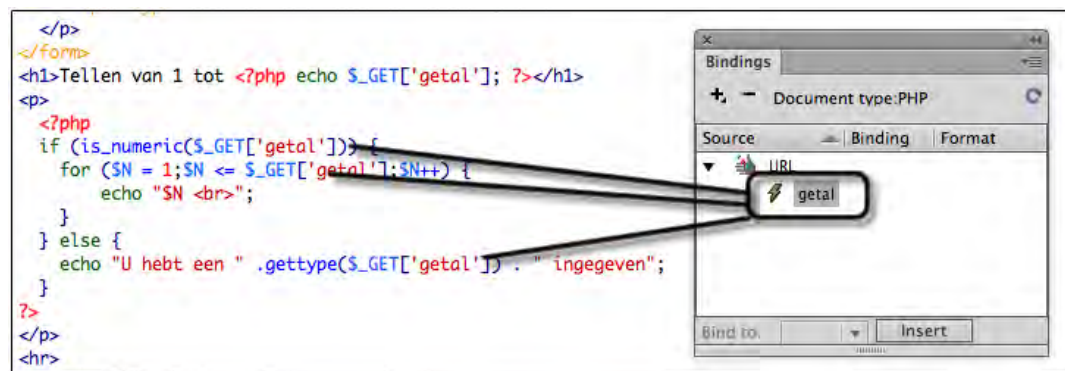 </p>
</form>
<h1>Tellen van 1 tot <?php echo $_GET['getal']; ?></h1>
<p>
<?php
if (is_numeric($_GET['getal'])) {
for ($N = 1;$N <= $_GET['getal'];$N++) {
echo "$N <br>";
}
} else {
echo "U hebt een " .gettype($_GET['getal']) . " ingegeven";
}
?>
</p>
<hr>
Bindings
Document type:PHP
Source Binding Format
URL
getal
Bind to: Insert